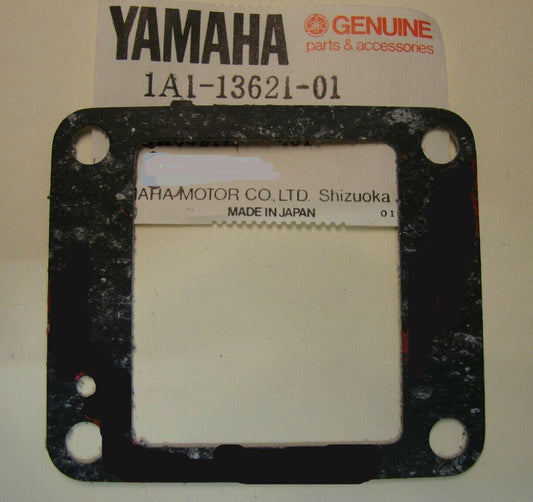 YAMAHA GENUINE
parts & accessories
1A1-13621-01
AHA MOTOR CO.,LTD. Shizuoka
MADE IN JAPAN 01